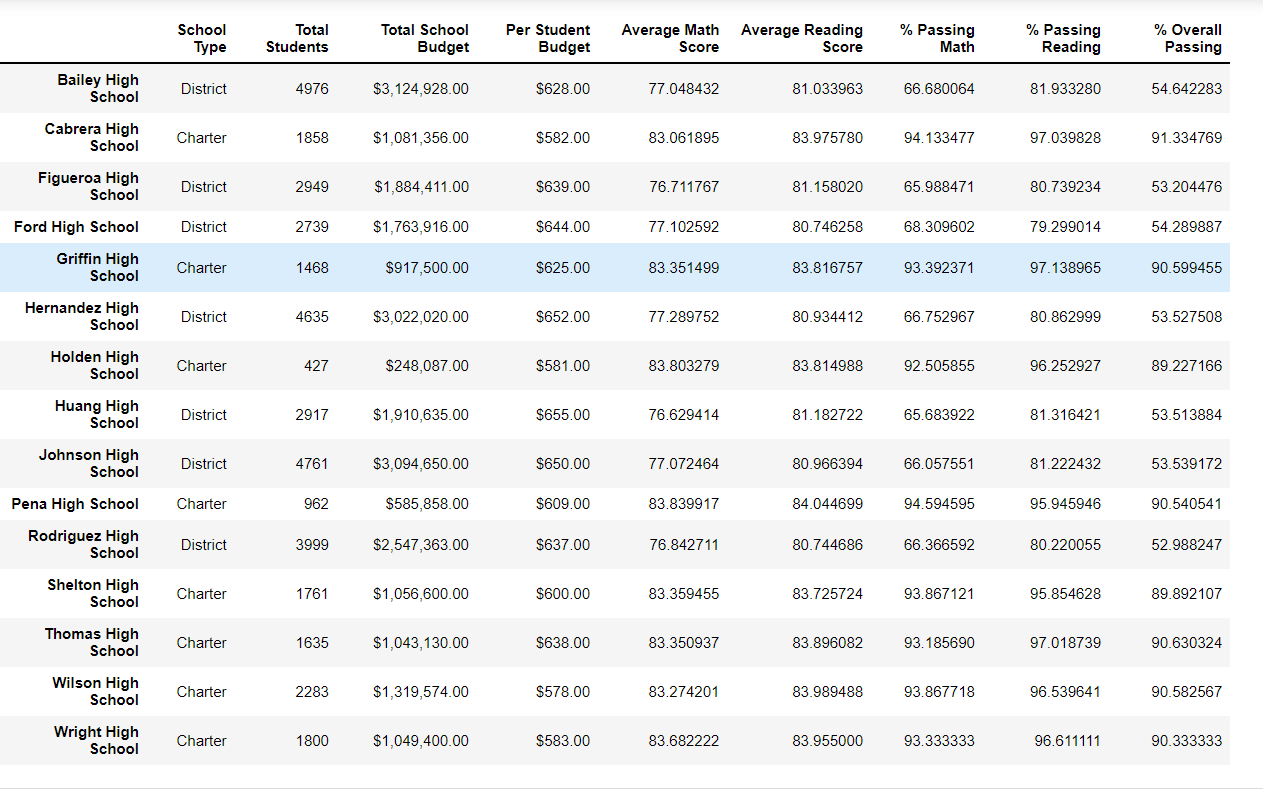 School Type Total Students Total School Budget Per Student Budget Average Math Score Average Reading Score % Passing Math % Passing Reading % Overall Passing
Bailey High School District 4976 $3,124,928.00 $628.00 77.048432 81.033963 66.680064 81.933280 54.642283
Cabrera High School Charter 1858 $1,081,356.00 $582.00 83.061895 83.975780 94.133477 97.039828 91.334769
Figueroa High School District 2949 $1,884,411.00 $639.00 76.711767 81.158020 65.988471 80.739234 53.204476
Ford High School District 2739 $1,763,916.00 $644.00 77.102592 80.746258 68.309602 79.299014 54.289887
Griffin High School Charter 1468 $917,500.00 $625.00 83.351499 83.816757 93.392371 97.138965 90.599455
Hernandez High School District 4635 $3,022,020.00 $652.00 77.289752 80.934412 66.752967 80.862999 53.527508
Holden High School Charter 427 $248,087.00 $581.00 83.803279 83.814988 92.505855 96.252927 89.227166
Huang High School District 2917 $1,910,635.00 $655.00 76.629414 81.182722 65.683922 81.316421 53.513884
Johnson High School District 4761 $3,094,650.00 $650.00 77.072464 80.966394 66.057551 81.222432 53.539172
Pena High School Charter 962 $585,858.00 $609.00 83.839917 84.044699 94.594595 95.945946 90.540541
Rodriguez High School District 3999 $2,547,363.00 $637.00 76.842711 80.744686 66.366592 80.220055 52.988247
Shelton High School Charter 1761 $1,056,600.00 $600.00 83.359455 83.725724 93.867121 95.854628 89.892107
Thomas High School Charter 1635 $1,043,130.00 $638.00 83.350937 83.896082 93.185690 97.018739 90.630324
Wilson High School Charter 2283 $1,319,574.00 $578.00 83.274201 83.989488 93.867718 96.539641 90.582567
Wright High School Charter 1800 $1,049,400.00 $583.00 83.682222 83.955000 93.333333 96.611111 90.333333